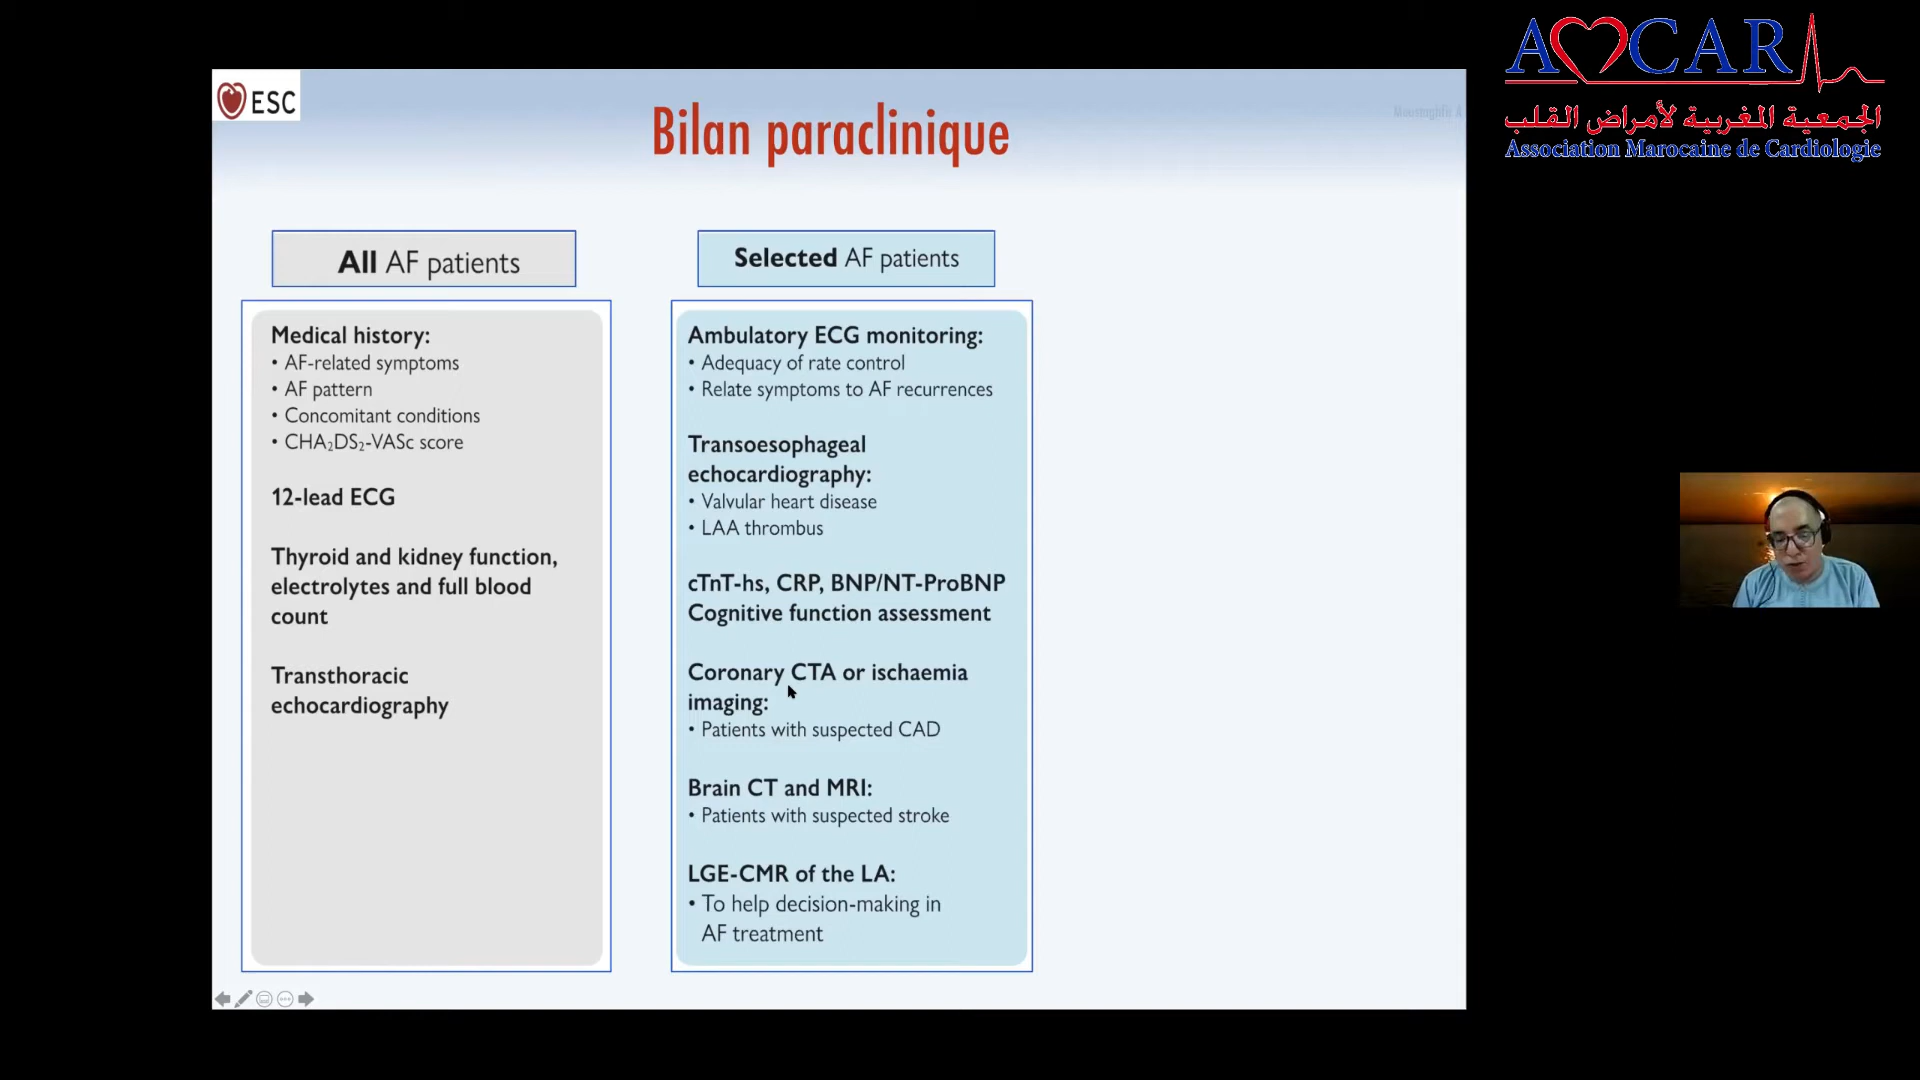 ESC
Bilan paraclinique
Moustaghfir A
AMCAR
الجمعية المغربية لأمراض القلب
Association Marocaine de Cardiologie
All AF patients
Medical history:
• AF-related symptoms
• AF pattern
• Concomitant conditions
• CHA₂DS₂-VASc score
12-lead ECG
Thyroid and kidney function,
electrolytes and full blood
count
Transthoracic
echocardiography
Selected AF patients
Ambulatory ECG monitoring:
• Adequacy of rate control
• Relate symptoms to AF recurrences
Transoesophageal
echocardiography:
• Valvular heart disease
• LAA thrombus
cTnT-hs, CRP, BNP/NT-ProBNP
Cognitive function assessment
Coronary CTA or ischaemia
imaging:
• Patients with suspected CAD
Brain CT and MRI:
• Patients with suspected stroke
LGE-CMR of the LA:
• To help decision-making in
AF treatment